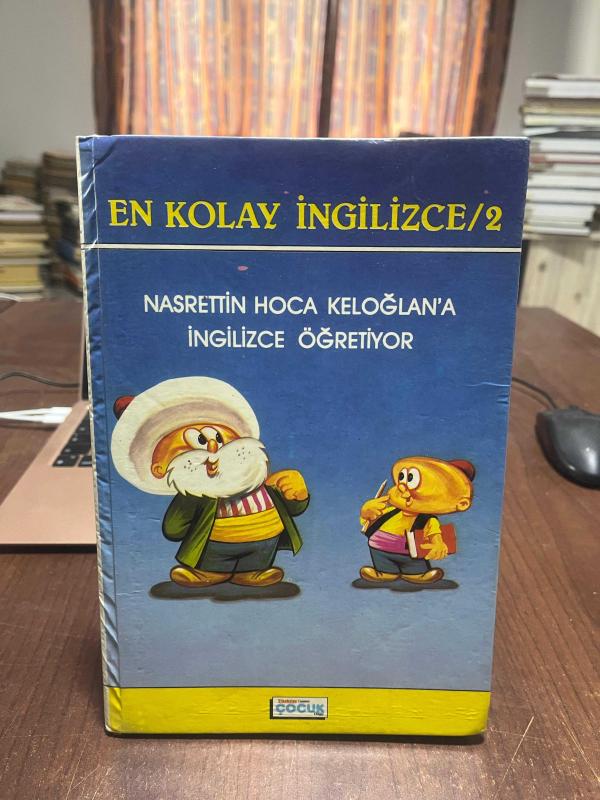 EN KOLAY İNGİLİZCE/2
NASRETTİN HOCA KELOĞLAN'A
İNGİLİZCE ÖĞRETİYOR
ÇOCUK